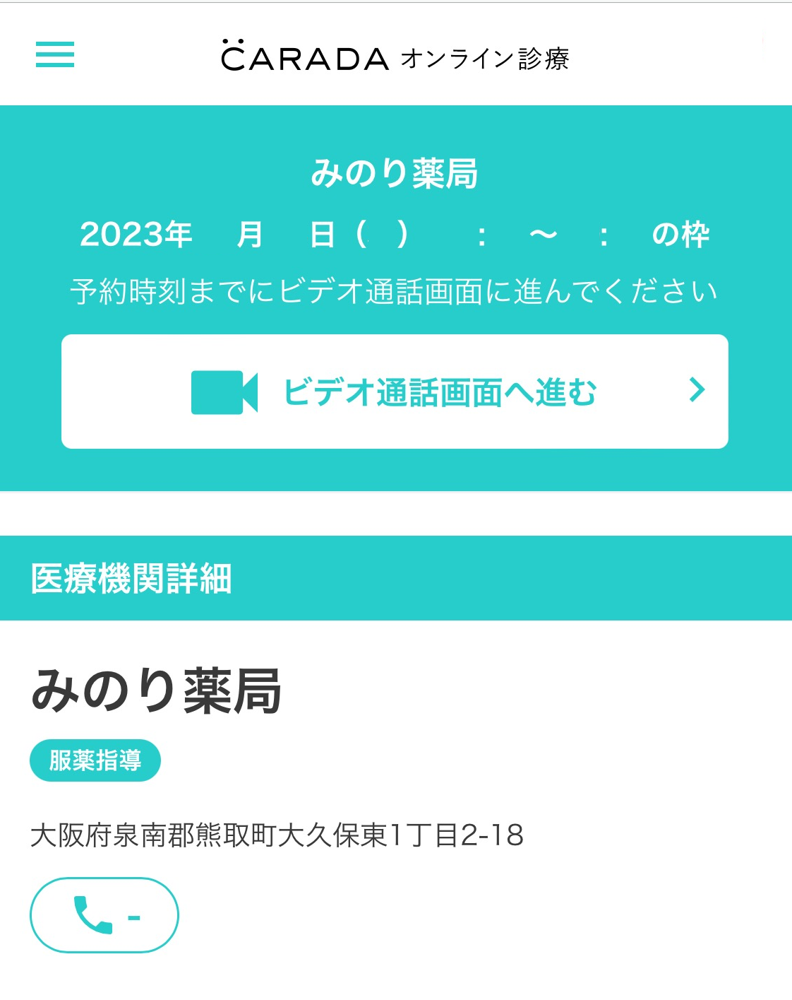 CARADA オンライン診療
みのり薬局
2023年 月 日 ( ) : ～ : の枠
予約時刻までにビデオ通話画面に進んでください
ビデオ通話画面へ進む
医療機関詳細
みのり薬局
服薬指導
大阪府泉南郡熊取町大久保東1丁目2-18
-